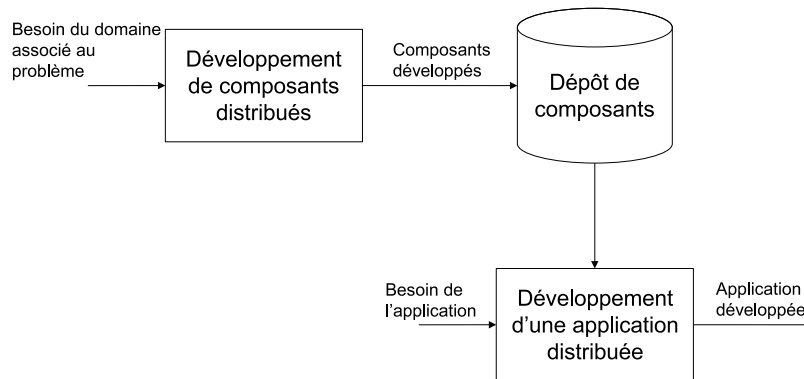 Besoin du domaine
associé au
problème
Développement
de composants
distribués
Composants
développés
Dépôt de
composants
Besoin de
l’application
Développement
d’une application
distribuée
Application
développée